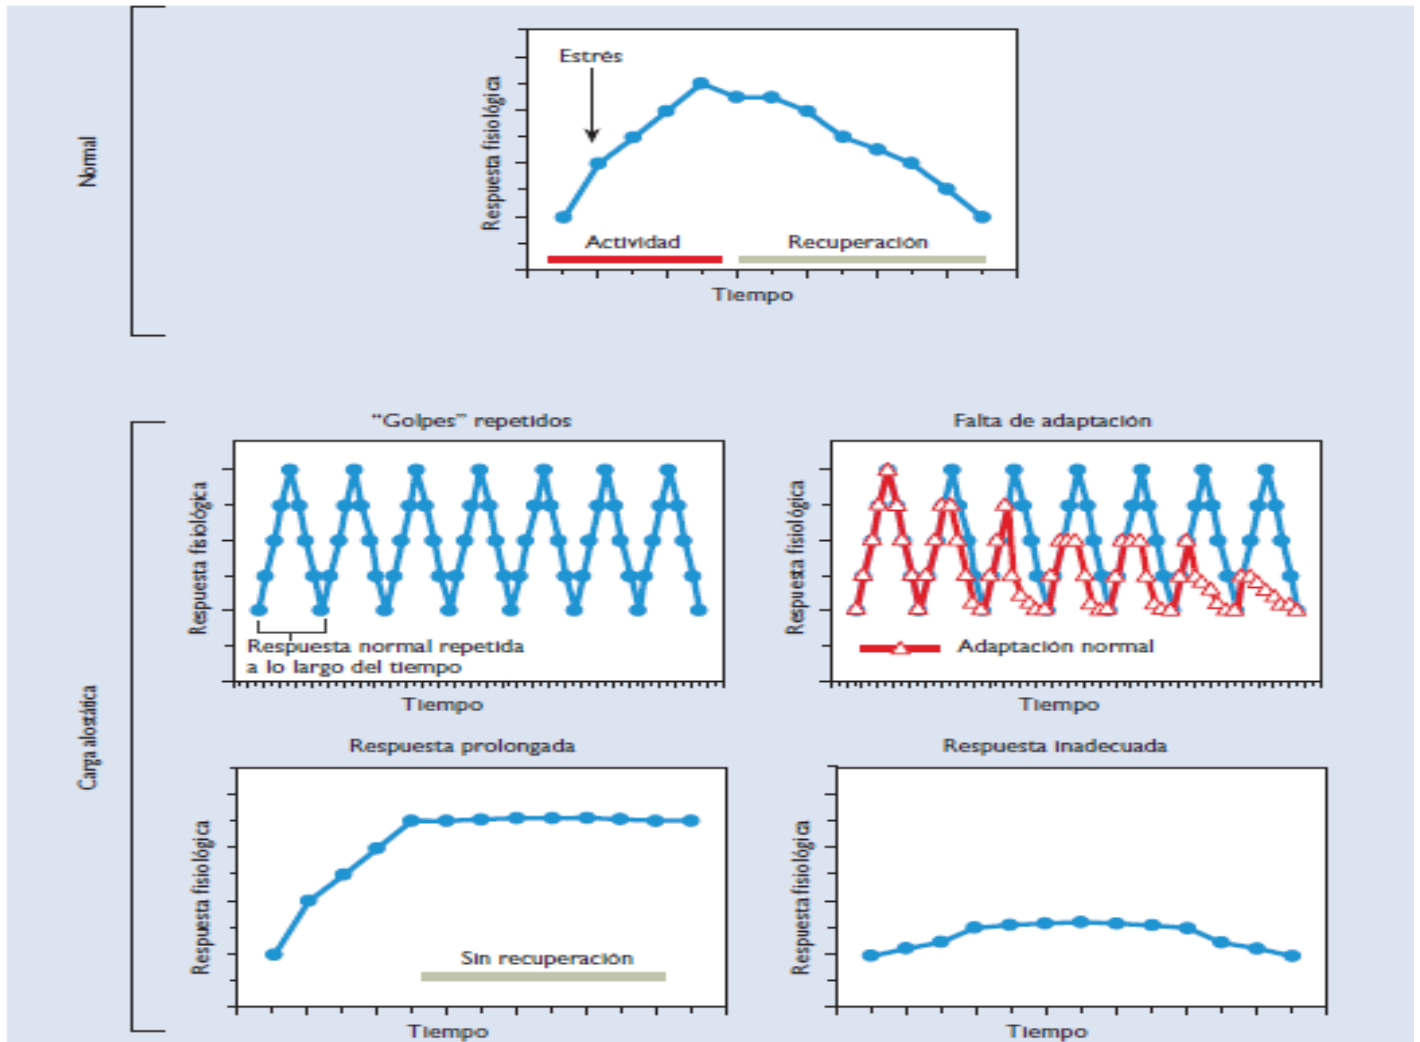 Normal
Respuesta fisiológica
Estrés
Actividad
Recuperación
Tiempo
Carga alostática
“Golpes” repetidos
Respuesta fisiológica
Respuesta normal repetida
a lo largo del tiempo
Tiempo
Falta de adaptación
Respuesta fisiológica
Adaptación normal
Tiempo
Respuesta prolongada
Respuesta fisiológica
Sin recuperación
Tiempo
Respuesta inadecuada
Respuesta fisiológica
Tiempo